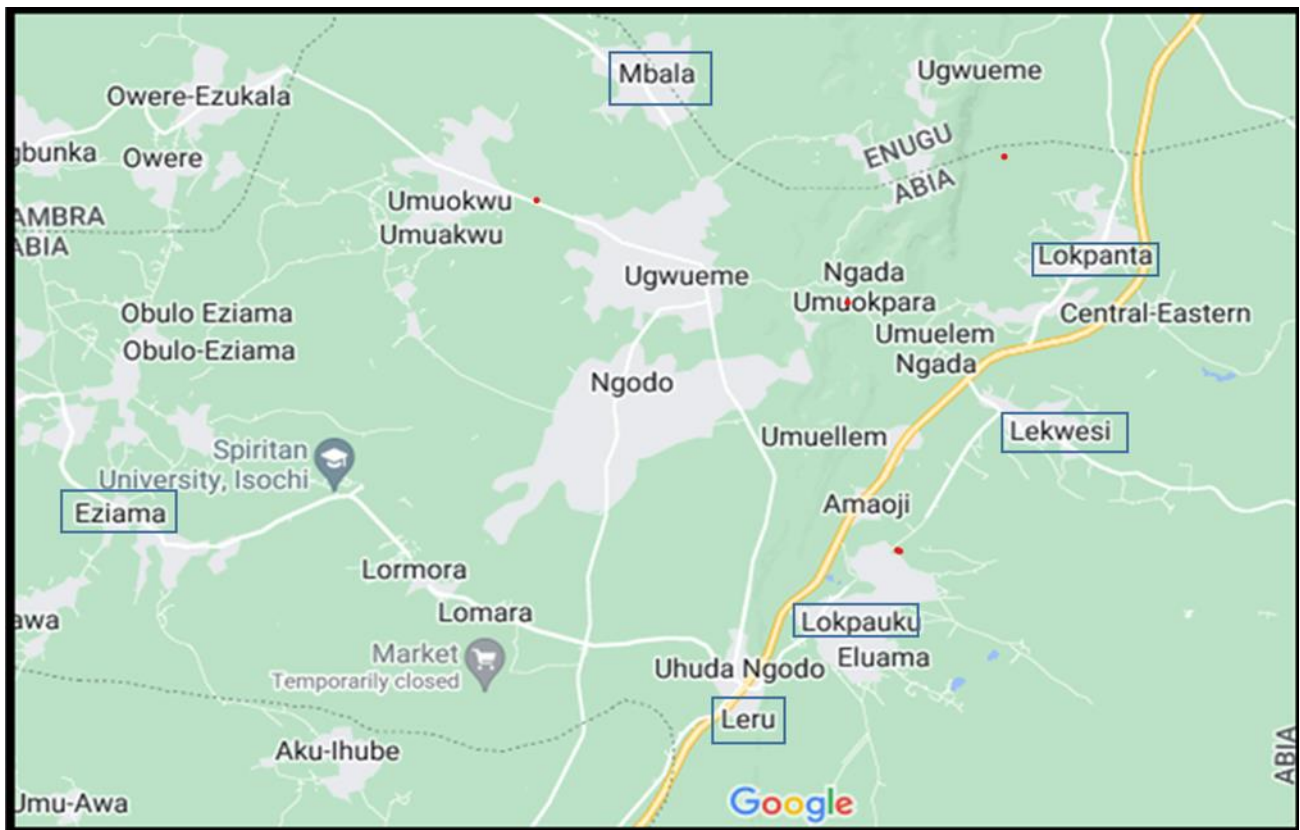 Mbala
Ugwueme
Owere-Ezukala
gbunka
Owere
ENUGU
ABIA
Umuokwu
Umuakwu
AMBRA
ABIA
Lokpanta
Ugwueme
Ngada
Umuokpara
Central-Eastern
Obulo Eziama
Obulo-Eziama
Umuelem
Ngada
Ngodo
Lekwesi
Umuellem
Spiritan
University, Isochi
Eziama
Amaoji
Lormora
Lomara
awa
Lokpauku
Market
Temporarily closed
Uhuda Ngodo
Eluama
Leru
Aku-Ihube
ABIA
Umu-Awa
Google